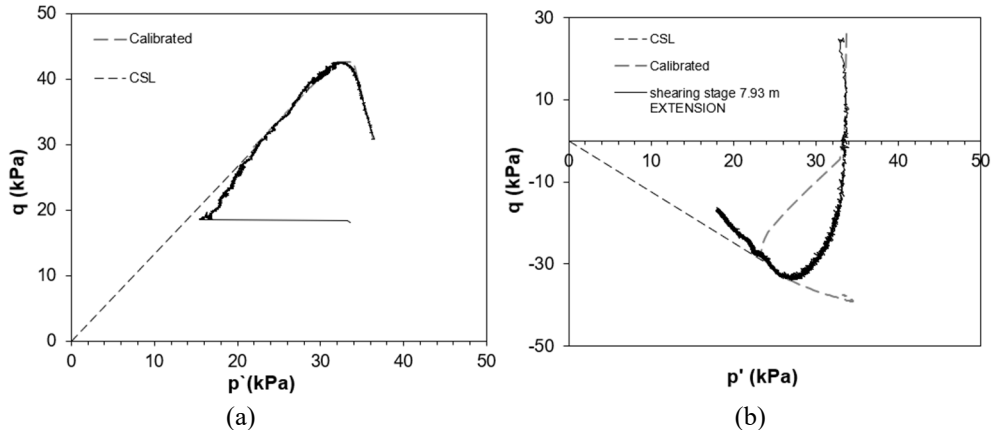 50
40
30
20
10
0
q (kPa)
Calibrated
CSL
0 10 20 30 40 50
p`(kPa)
(a)
30
10
-10
-30
-50
q (kPa)
CSL
Calibrated
shearing stage 7.93 m
EXTENSION
0 10 20 30 40 50
p' (kPa)
(b)